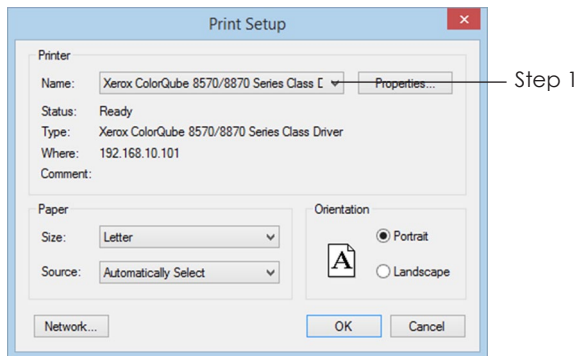 Print Setup
Printer
Name: Xerox ColorQube 8570/8870 Series Class D Properties... Step 1
Status: Ready
Type: Xerox ColorQube 8570/8870 Series Class Driver
Where: 192.168.10.101
Comment:
Paper
Size: Letter
Source: Automatically Select
Orientation
A
Portrait
Landscape
Network... OK Cancel